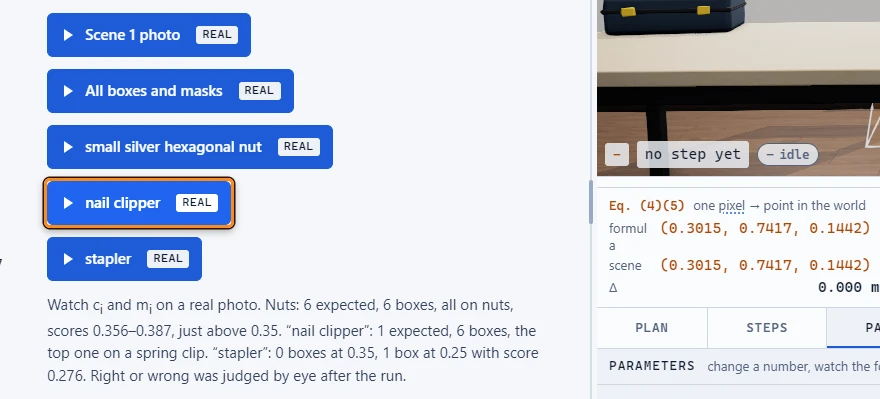 Scene 1 photo REAL
All boxes and masks REAL
small silver hexagonal nut REAL
nail clipper REAL
stapler REAL
Watch cᵢ and mᵢ on a real photo. Nuts: 6 expected, 6 boxes, all on nuts,
scores 0.356–0.387, just above 0.35. “nail clipper”: 1 expected, 6 boxes, the
top one on a spring clip. “stapler”: 0 boxes at 0.35, 1 box at 0.25 with score
0.276. Right or wrong was judged by eye after the run.
– no step yet – idle
Eq. (4)(5) one pixel → point in the world
formul
a (0.3015, 0.7417, 0.1442)
scene (0.3015, 0.7417, 0.1442)
Δ 0.000 m
PLAN STEPS PA
PARAMETERS change a number, watch the fo